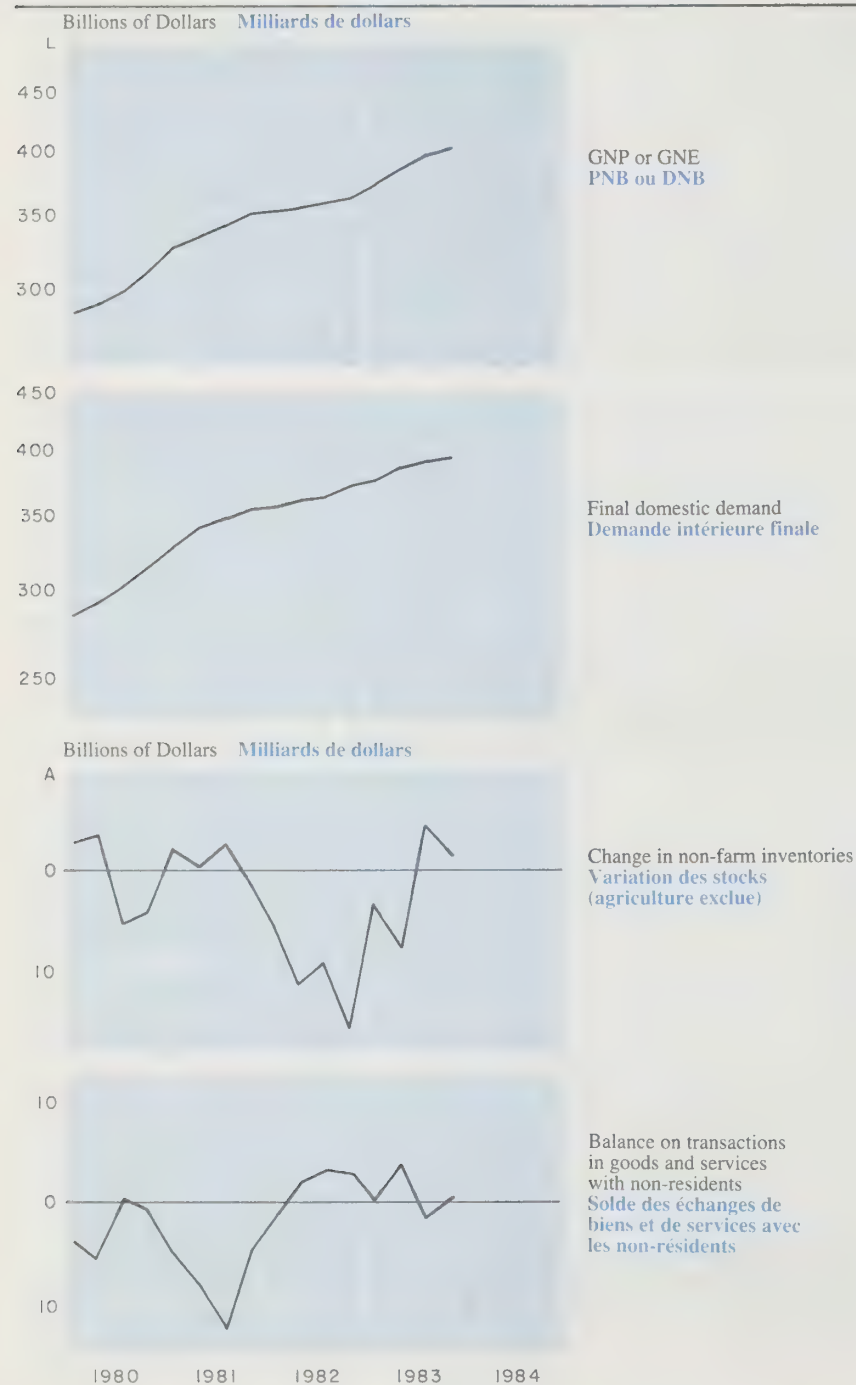 Billions of Dollars Milliards de dollars
L
450
400
350
300
GNP or GNE
PNB ou DNB
450
400
350
300
250
Final domestic demand
Demande intérieure finale
Billions of Dollars Milliards de dollars
A
0
10
Change in non-farm inventories
Variation des stocks
(agriculture exclue)
10
0
10
Balance on transactions
in goods and services
with non-residents
Solde des échanges de
biens et de services avec
les non-résidents
1980 1981 1982 1983 1984